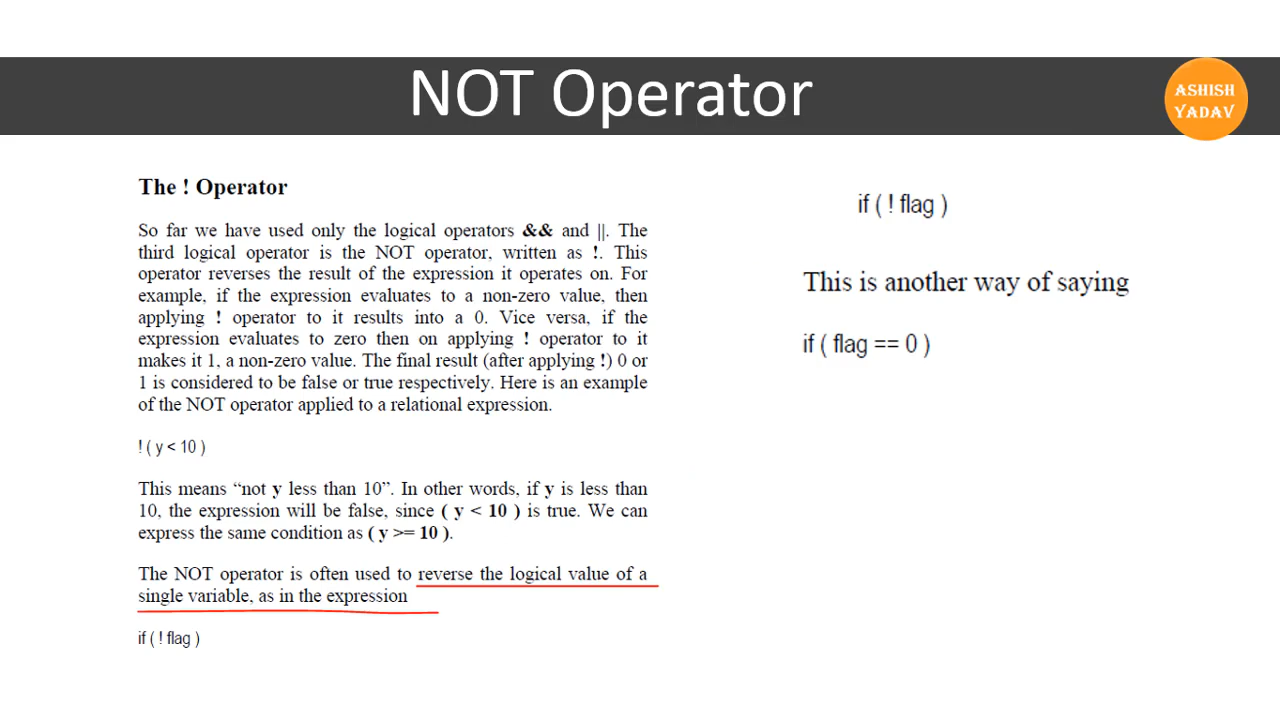 NOT Operator
ASHISH
YADAV
The ! Operator
So far we have used only the logical operators && and ||. The
third logical operator is the NOT operator, written as !. This
operator reverses the result of the expression it operates on. For
example, if the expression evaluates to a non-zero value, then
applying ! operator to it results into a 0. Vice versa, if the
expression evaluates to zero then on applying ! operator to it
makes it 1, a non-zero value. The final result (after applying !) 0 or
1 is considered to be false or true respectively. Here is an example
of the NOT operator applied to a relational expression.
! ( y < 10 )
This means “not y less than 10”. In other words, if y is less than
10, the expression will be false, since ( y < 10 ) is true. We can
express the same condition as ( y >= 10 ).
The NOT operator is often used to reverse the logical value of a
single variable, as in the expression
if ( ! flag )
if ( ! flag )
This is another way of saying
if ( flag == 0 )